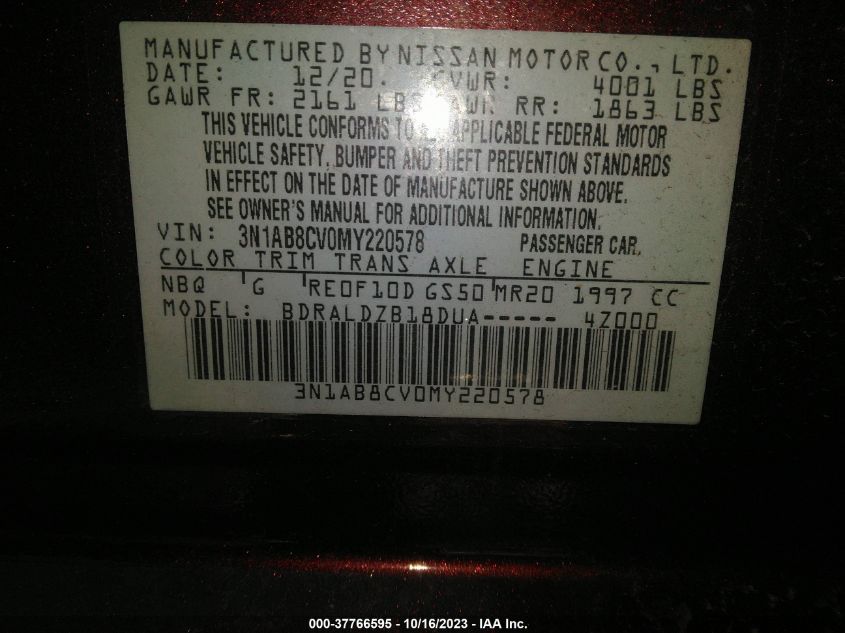 MANUFACTURED BY NISSAN MOTOR CO., LTD.
DATE: 12/20. GVWR: 4001 LBS
GAWR FR: 2161 LBS GAWR RR: 1863 LBS
THIS VEHICLE CONFORMS TO ALL APPLICABLE FEDERAL MOTOR
VEHICLE SAFETY, BUMPER AND THEFT PREVENTION STANDARDS
IN EFFECT ON THE DATE OF MANUFACTURE SHOWN ABOVE.
SEE OWNER'S MANUAL FOR ADDITIONAL INFORMATION.
VIN: 3N1AB8CV0MY220578 PASSENGER CAR
COLOR TRIM TRANS AXLE ENGINE
NBQ G RE0F10D GS50 MR20 1997 CC
MODEL: BDRALDZB18DUA----- 4Z000
3N1AB8CV0MY220578
000-37766595 - 10/16/2023 - IAA Inc.